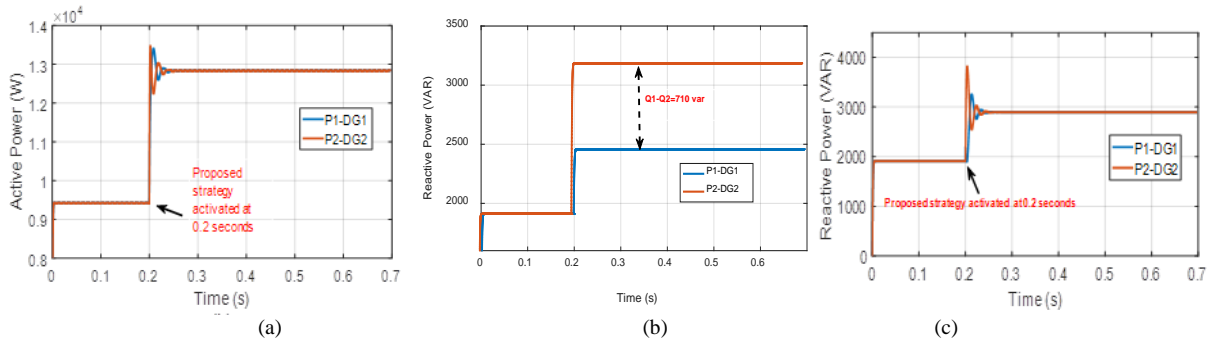 ×10⁴
1.4
1.3
1.2
1.1
1
0.9
0.8
Active Power (W)
P1-DG1
P2-DG2
Proposed
strategy
activated at
0.2 seconds
0 0.1 0.2 0.3 0.4 0.5 0.6 0.7
Time (s)
(a)
3500
3000
2500
2000
Reactive Power (VAR)
Q1-Q2=710 var
P1-DG1
P2-DG2
0 0.1 0.2 0.3 0.4 0.5 0.6
Time (s)
(b)
4000
3000
2000
1000
0
Reactive Power (VAR)
P1-DG1
P2-DG2
Proposed strategy activated at 0.2 seconds
0 0.1 0.2 0.3 0.4 0.5 0.6 0.7
Time (s)
(c)